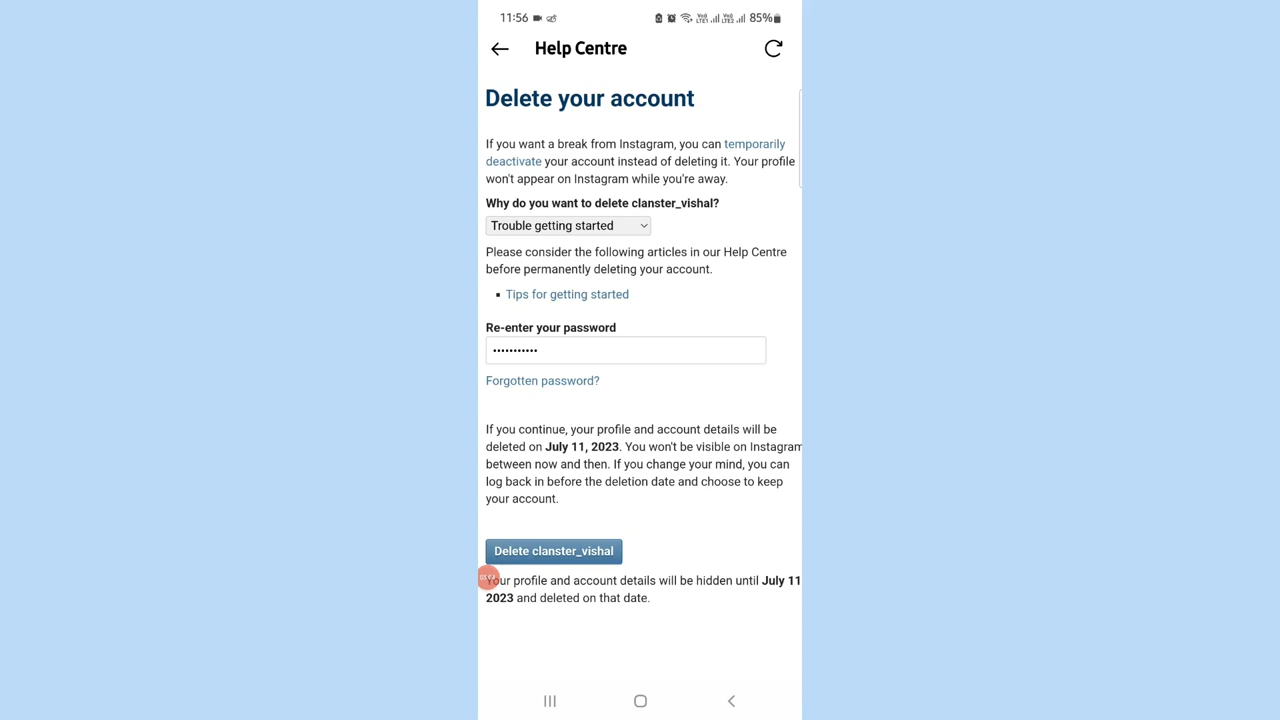 11:56 85%
Help Centre
Delete your account
If you want a break from Instagram, you can temporarily
deactivate your account instead of deleting it. Your profile
won't appear on Instagram while you're away.
Why do you want to delete clanster_vishal?
Trouble getting started
Please consider the following articles in our Help Centre
before permanently deleting your account.
▪ Tips for getting started
Re-enter your password
•••••••••••
Forgotten password?
If you continue, your profile and account details will be
deleted on July 11, 2023. You won't be visible on Instagram
between now and then. If you change your mind, you can
log back in before the deletion date and choose to keep
your account.
Delete clanster_vishal
Your profile and account details will be hidden until July 11
2023 and deleted on that date.